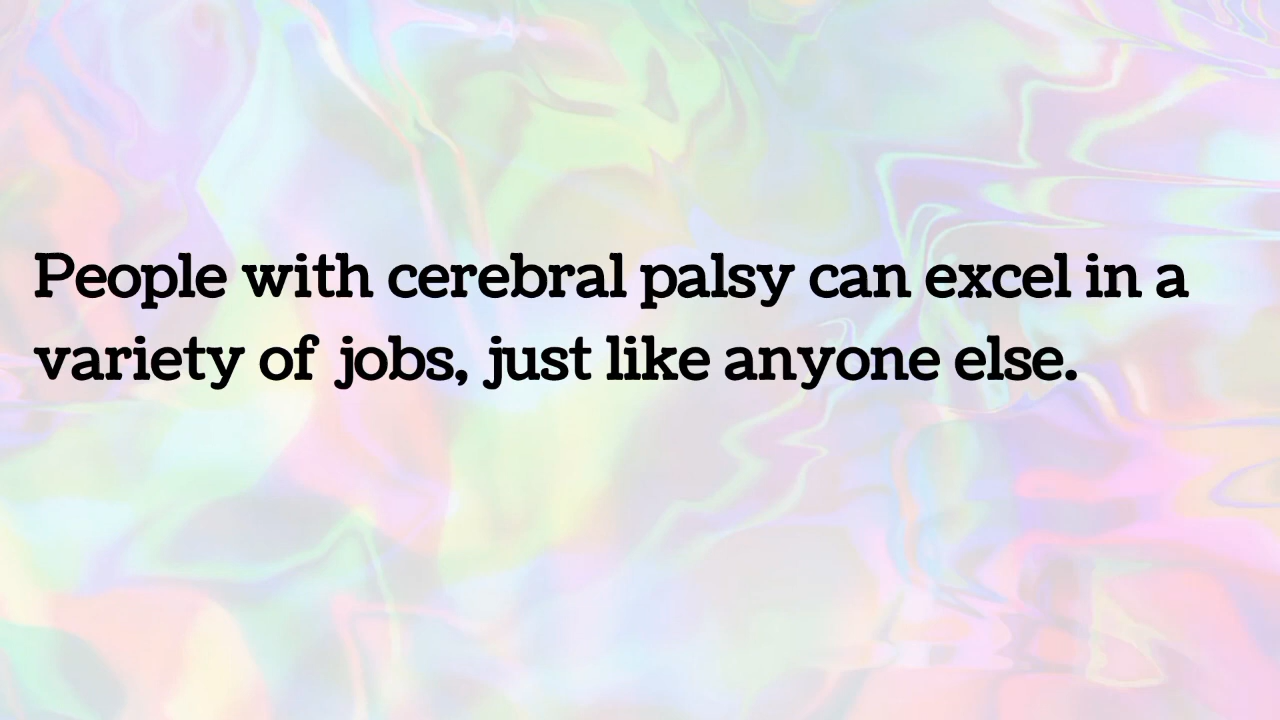 People with cerebral palsy can excel in a
variety of jobs, just like anyone else.